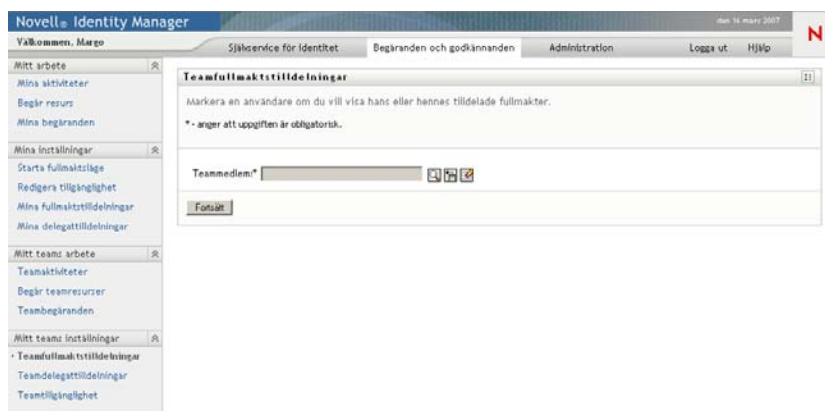 Novell® Identity Manager
den 16 mars 2007
Välkommen, Margo
Självservice för identitet
Begäranden och godkännanden
Administration
Logga ut
Hjälp
N
Mitt arbete
Mina aktiviteter
Begär resurs
Mina begäranden
Mina inställningar
Starta fullmaktsläge
Redigera tillgänglighet
Mina fullmaktstilldelningar
Mina delegattilldelningar
Mitt teams arbete
Teamaktiviteter
Begär teamresurser
Teambegäranden
Mitt teams inställningar
Teamfullmaktstilldelningar
Teamdelegattilldelningar
Teamtillgänglighet
Teamfullmaktstilldelningar
Markera en användare om du vill visa hans eller hennes tilldelade fullmakter.
* - anger att uppgiften är obligatorisk.
Teammedlem:*
Fortsätt